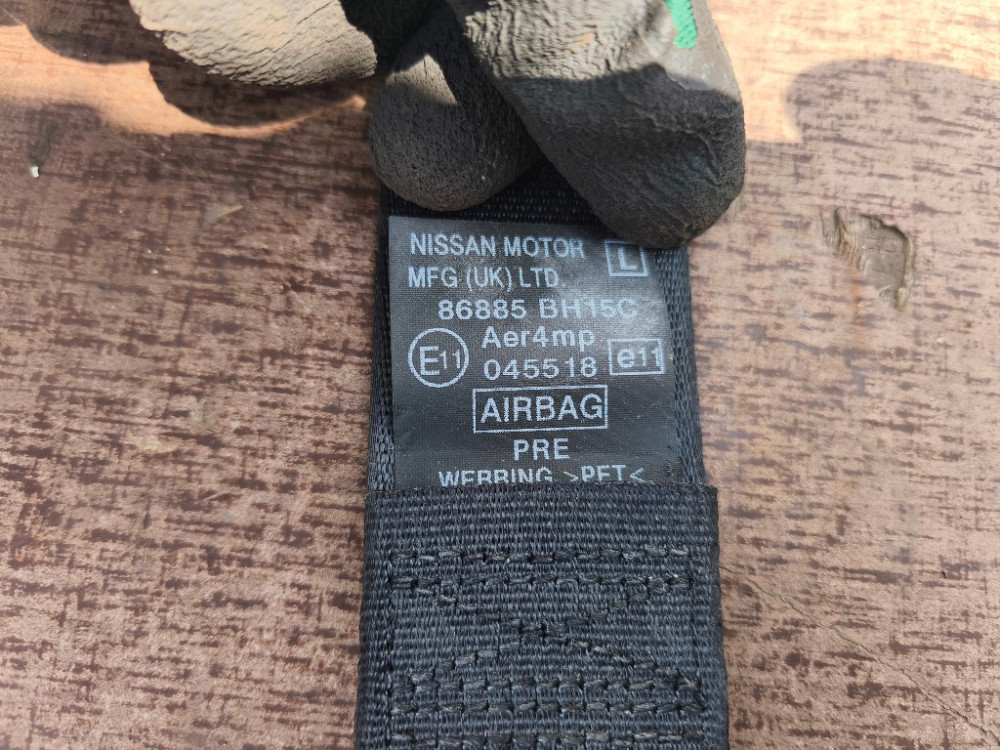 NISSAN MOTOR L
MFG (UK) LTD.
86885 BH15C
E11 Aer4mp
045518 e11
AIRBAG
PRE
WEBBING >PET<